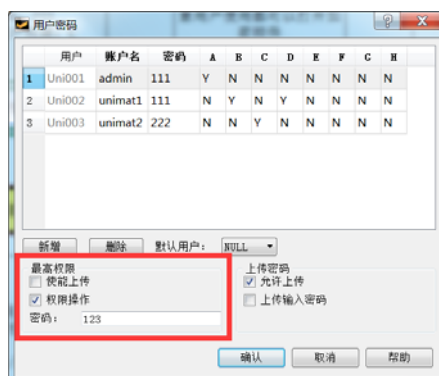 用户密码
用户 账户名 密码 A B C D E F G H
1 Uni001 admin 111 Y N N N N N N N
2 Uni002 unimat1 111 N Y N Y N N N N
3 Uni003 unimat2 222 N N Y N N N N N
新增 删除 默认用户： NULL
最高权限
使能上传
权限操作
密码： 123
上传密码
允许上传
上传输入密码
确认 取消 帮助